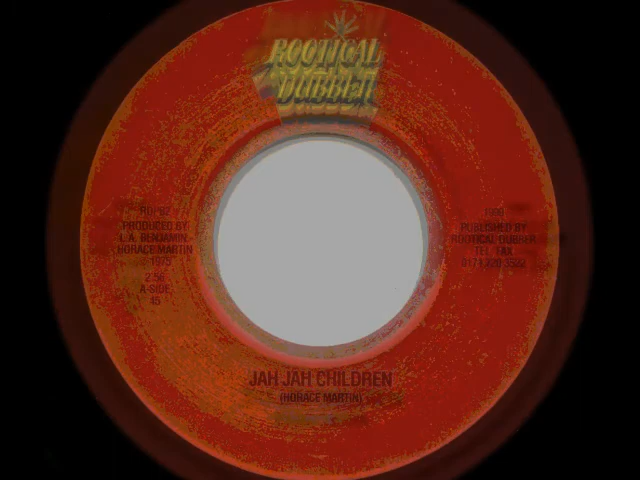 ROOTICAL
DUBBER
PRODUCED BY
L.A. BENJAMIN
HORACE MARTIN
1975
2.56
A-SIDE
45
PUBLISHED BY
ROOTICAL DUBBER
TEL FAX
JAH JAH CHILDREN
(HORACE MARTIN)